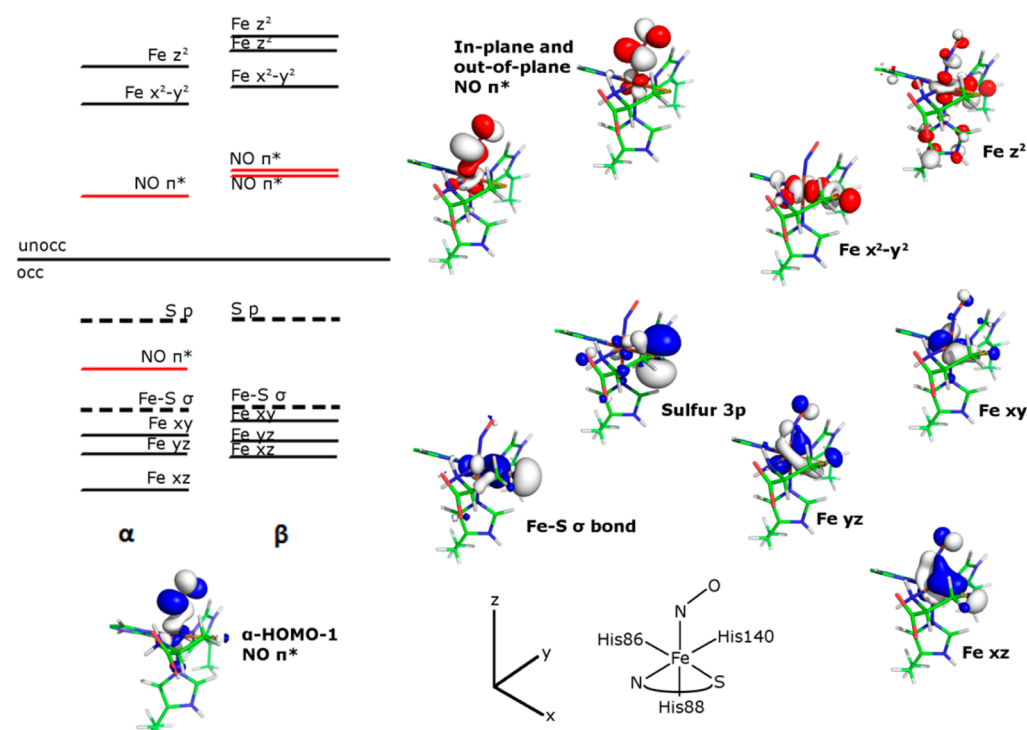 Fe z²
Fe z²
Fe z²
Fe x²-y²
Fe x²-y²
NO π*
NO π*
NO π*
unocc
occ
S p
S p
NO π*
Fe-S σ
Fe-S σ
Fe xy
Fe xy
Fe yz
Fe yz
Fe xz
Fe xz
α
β
In-plane and
out-of-plane
NO π*
Fe z²
Fe x²-y²
Sulfur 3p
Fe xy
Fe-S σ bond
Fe yz
Fe xz
α-HOMO-1
NO π*
z
y
x
O
N
His86
His140
Fe
N
S
His88